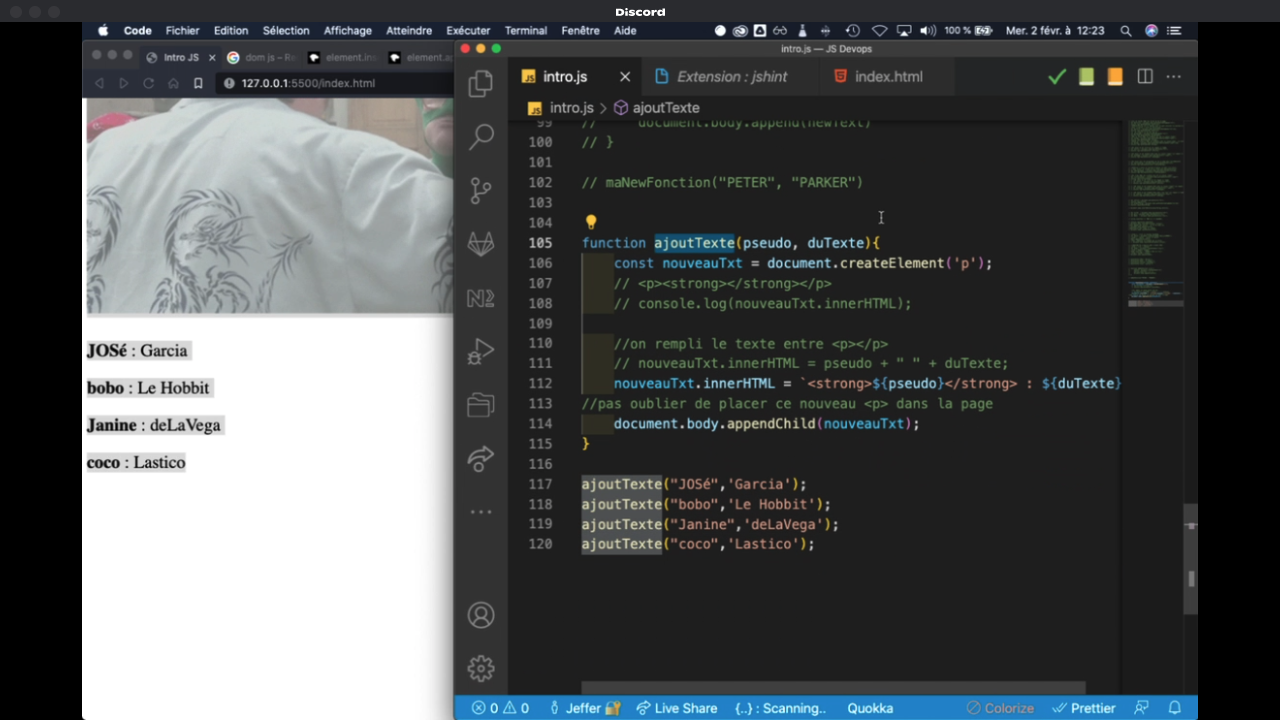 Discord
Code Fichier Edition Sélection Affichage Atteindre Exécuter Terminal Fenêtre Aide 100 % Mer. 2 févr. à 12:23
intro.js — JS Devops
Intro JS
dom js – R
element.in
element.a
127.0.0.1:5500/index.html
intro.js Extension : jshint index.html
intro.js > ajoutTexte
99 // document.body.append(newText)
100 // }
101
102 // maNewFonction("PETER", "PARKER")
103
104
105 function ajoutTexte(pseudo, duTexte){
106 const nouveauTxt = document.createElement('p');
107 // <p><strong></strong></p>
108 // console.log(nouveauTxt.innerHTML);
109
110 //on rempli le texte entre <p></p>
111 // nouveauTxt.innerHTML = pseudo + " " + duTexte;
112 nouveauTxt.innerHTML = `<strong>${pseudo}</strong> : ${duTexte}
113 //pas oublier de placer ce nouveau <p> dans la page
114 document.body.appendChild(nouveauTxt);
115 }
116
117 ajoutTexte("JOSé",'Garcia');
118 ajoutTexte("bobo",'Le Hobbit');
119 ajoutTexte("Janine",'deLaVega');
120 ajoutTexte("coco",'Lastico');
JOSé : Garcia
bobo : Le Hobbit
Janine : deLaVega
coco : Lastico
0 0 Jeffer Live Share {..} : Scanning.. Quokka Colorize Prettier